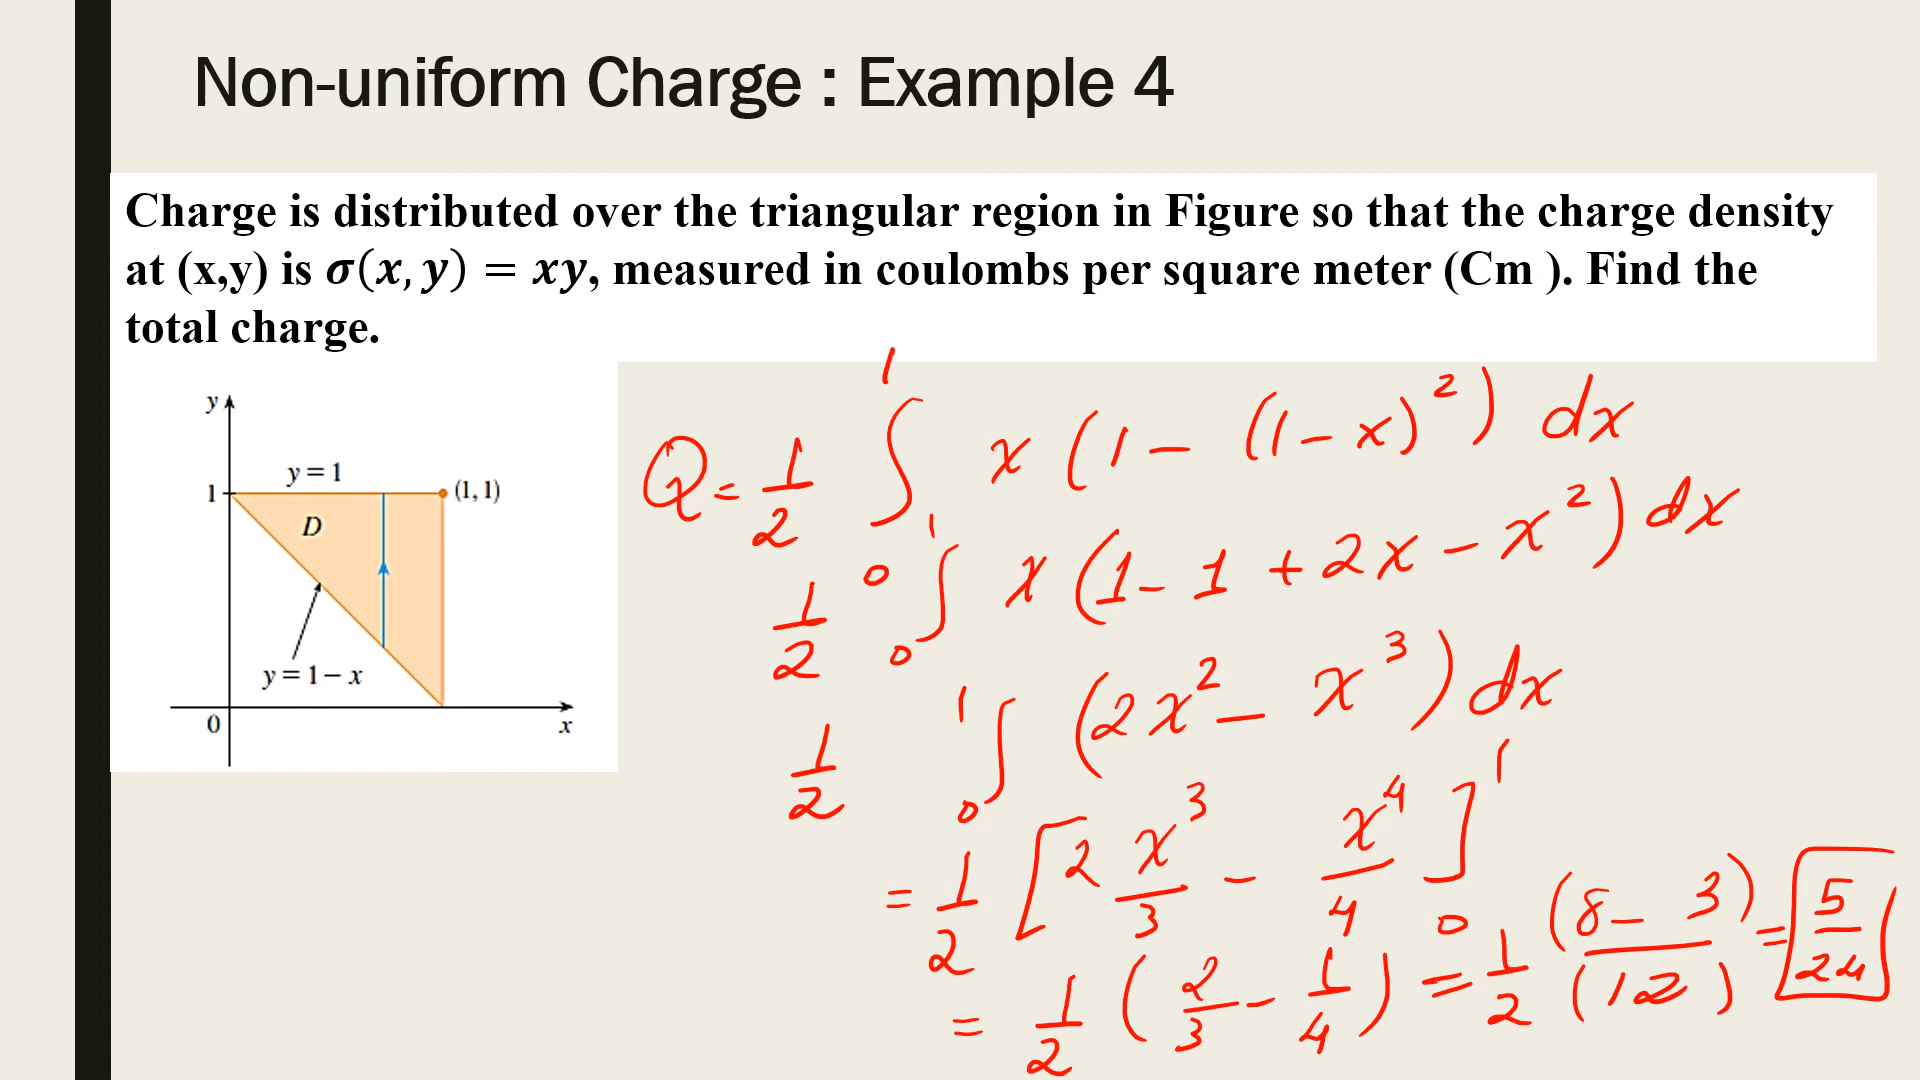 Non-uniform Charge : Example 4
Charge is distributed over the triangular region in Figure so that the charge density
at (x,y) is σ(x, y) = xy, measured in coulombs per square meter (Cm ). Find the
total charge.
y
y = 1
1
(1, 1)
D
y = 1 − x
0
x
Q = 1/2 ∫₀¹ x (1 − (1 − x)²) dx
1/2 ∫₀¹ x (1 − 1 + 2x − x²) dx
1/2 ∫₀¹ (2x² − x³) dx
= 1/2 [2 x³/3 − x⁴/4]₀¹
= 1/2 (2/3 − 1/4) = 1/2 (8 − 3)/(12) = 5/24